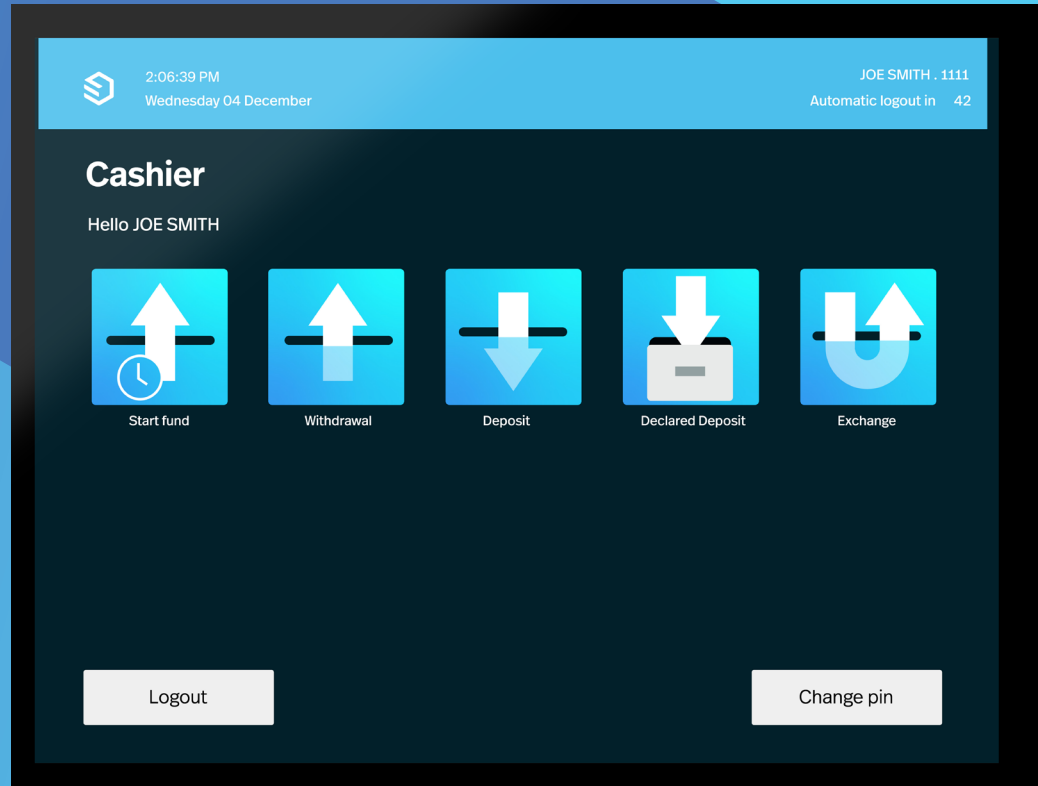 2:06:39 PM
Wednesday 04 December
JOE SMITH . 1111
Automatic logout in 42
Cashier
Hello JOE SMITH
Start fund
Withdrawal
Deposit
Declared Deposit
Exchange
Logout
Change pin